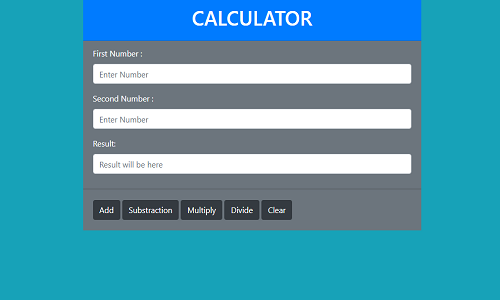 CALCULATOR
First Number :
Enter Number
Second Number :
Enter Number
Result:
Result will be here
Add Substraction Multiply Divide Clear